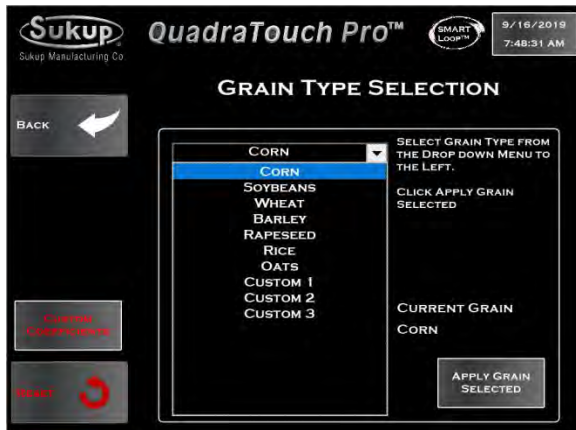 Sukup
Sukup Manufacturing Co
QuadraTouch Pro™
SMART
LOOP™
9/16/2019
7:48:31 AM
GRAIN TYPE SELECTION
BACK
CORN
CORN
SOYBEANS
WHEAT
BARLEY
RAPESEED
RICE
OATS
CUSTOM 1
CUSTOM 2
CUSTOM 3
SELECT GRAIN TYPE FROM
THE DROP DOWN MENU TO
THE LEFT.
CLICK APPLY GRAIN
SELECTED
CURRENT GRAIN
CORN
APPLY GRAIN
SELECTED
CUSTOM
COEFFICIENTS
RESET